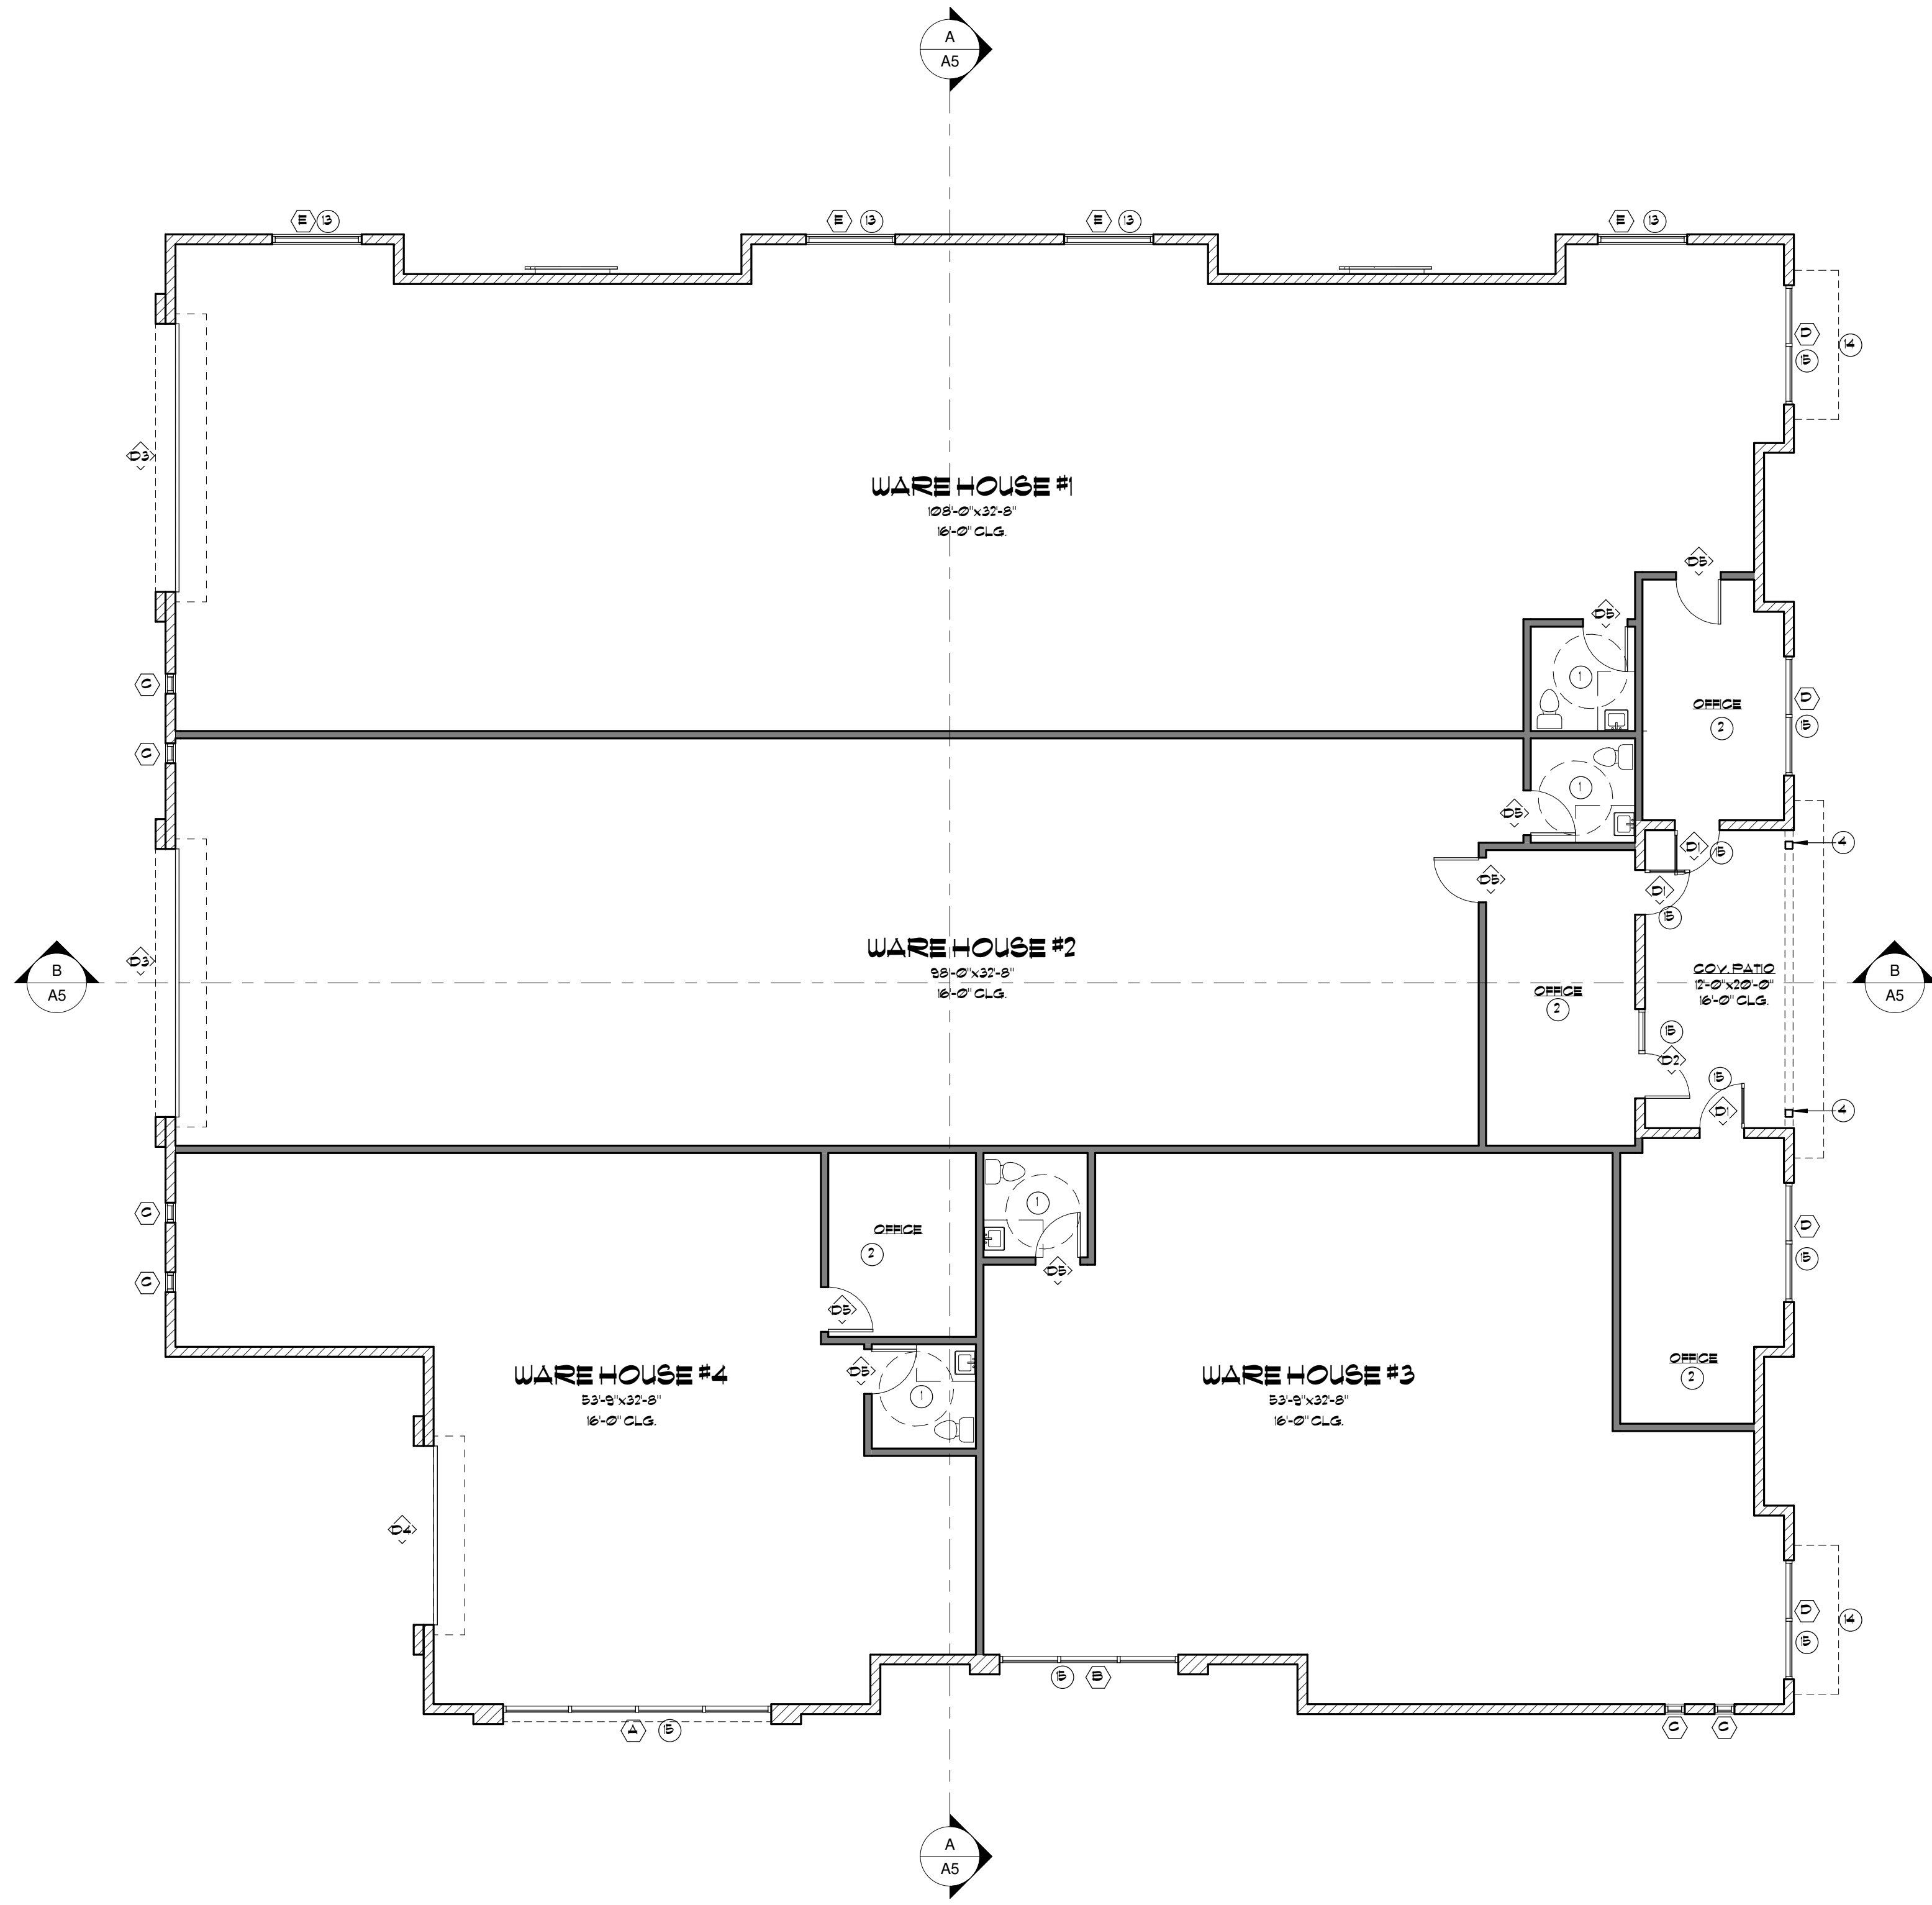 A
A5
E 13
E 13
E 13
E 13
D
15
14
D3
WARE HOUSE #1
108'-0"x32'-8"
16'-0" CLG.
D5
D5
1
C
OFFICE
2
D
15
C
1
D5
D1
15
4
D5
D1
15
WARE HOUSE #2
98'-0"x32'-8"
16'-0" CLG.
D3
B
A5
OFFICE
2
COV. PATIO
12'-0"x20'-0"
16'-0" CLG.
B
A5
15
D2
15
D1
4
C
OFFICE
2
1
D5
D
15
C
D5
WARE HOUSE #4
53'-9"x32'-8"
16'-0" CLG.
D5
1
WARE HOUSE #3
53'-9"x32'-8"
16'-0" CLG.
OFFICE
2
D4
D
15
14
15 B
A 15
C C
A
A5